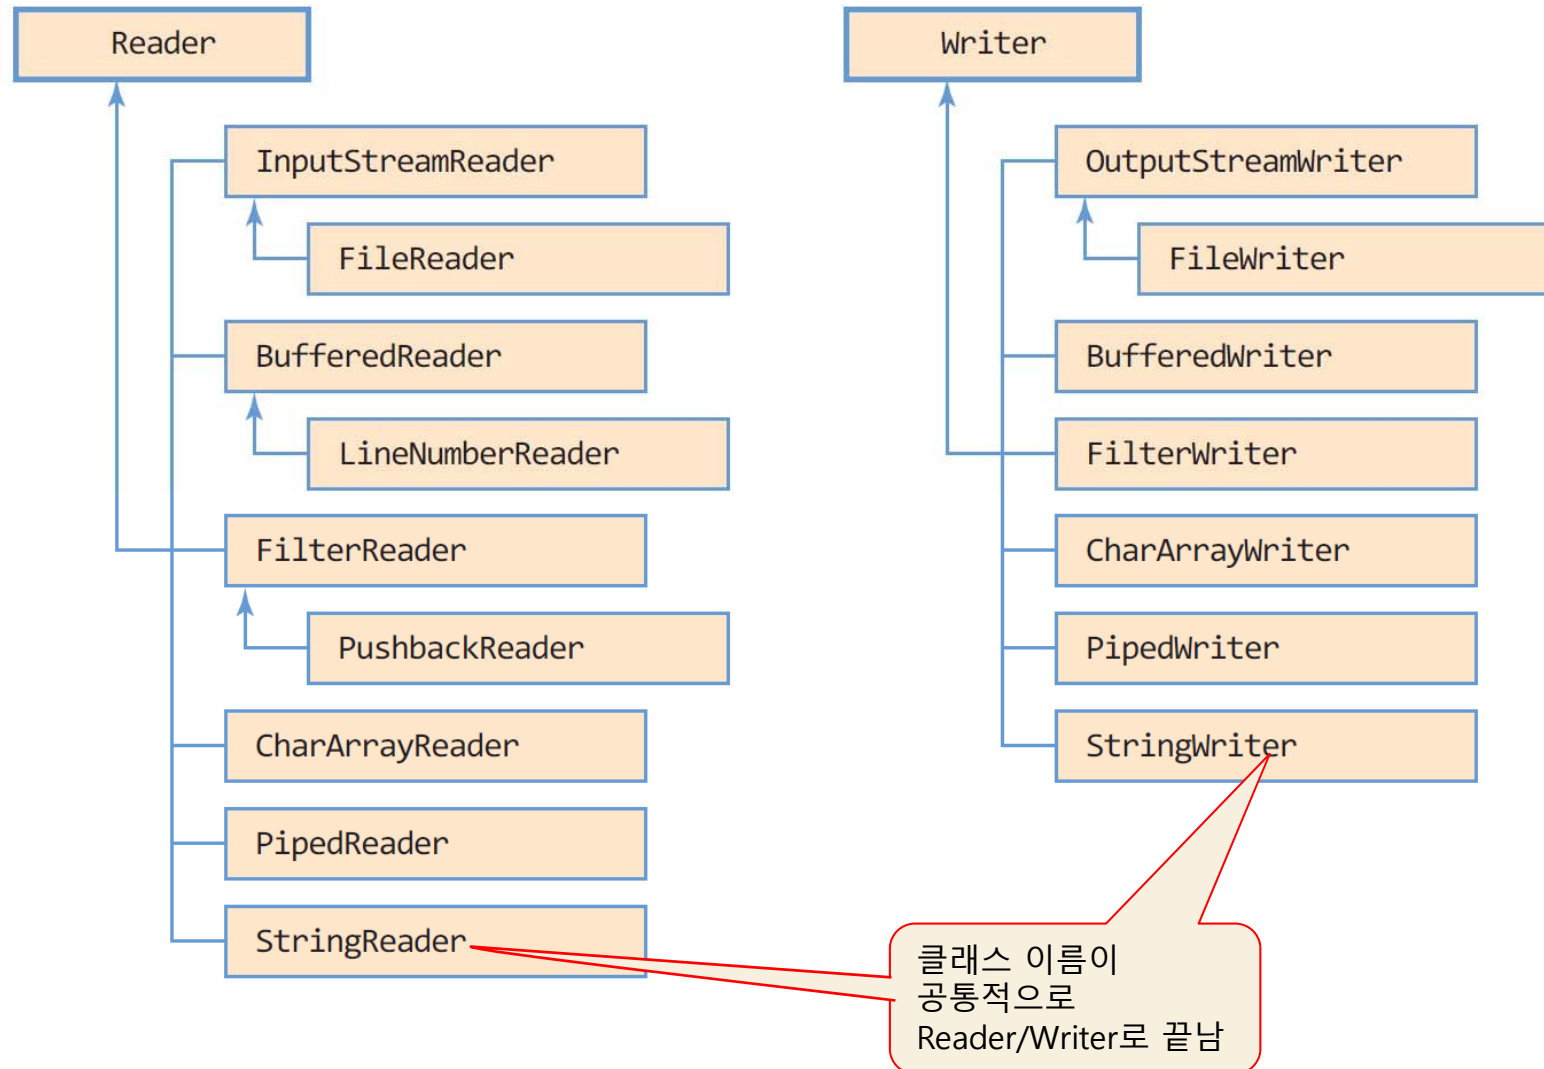 Reader
InputStreamReader
FileReader
BufferedReader
LineNumberReader
FilterReader
PushbackReader
CharArrayReader
PipedReader
StringReader
Writer
OutputStreamWriter
FileWriter
BufferedWriter
FilterWriter
CharArrayWriter
PipedWriter
StringWriter
클래스 이름이
공통적으로
Reader/Writer로 끝남